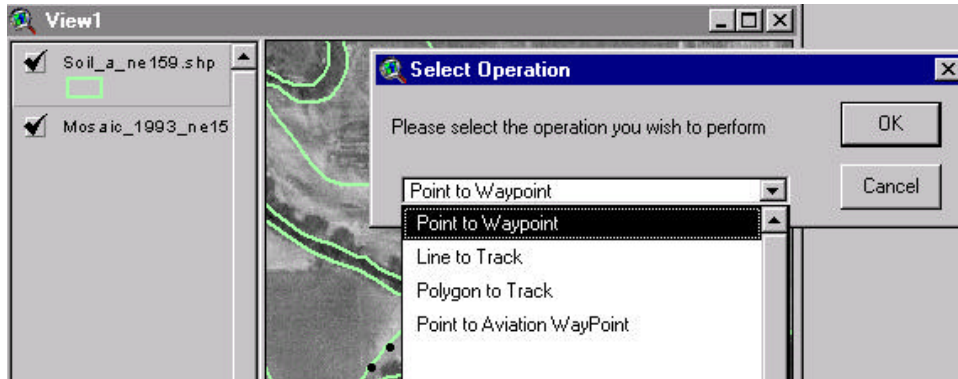 View1
Soil_a_ne159.shp
Mosaic_1993_ne15
Select Operation
Please select the operation you wish to perform
OK
Cancel
Point to Waypoint
Point to Waypoint
Line to Track
Polygon to Track
Point to Aviation WayPoint